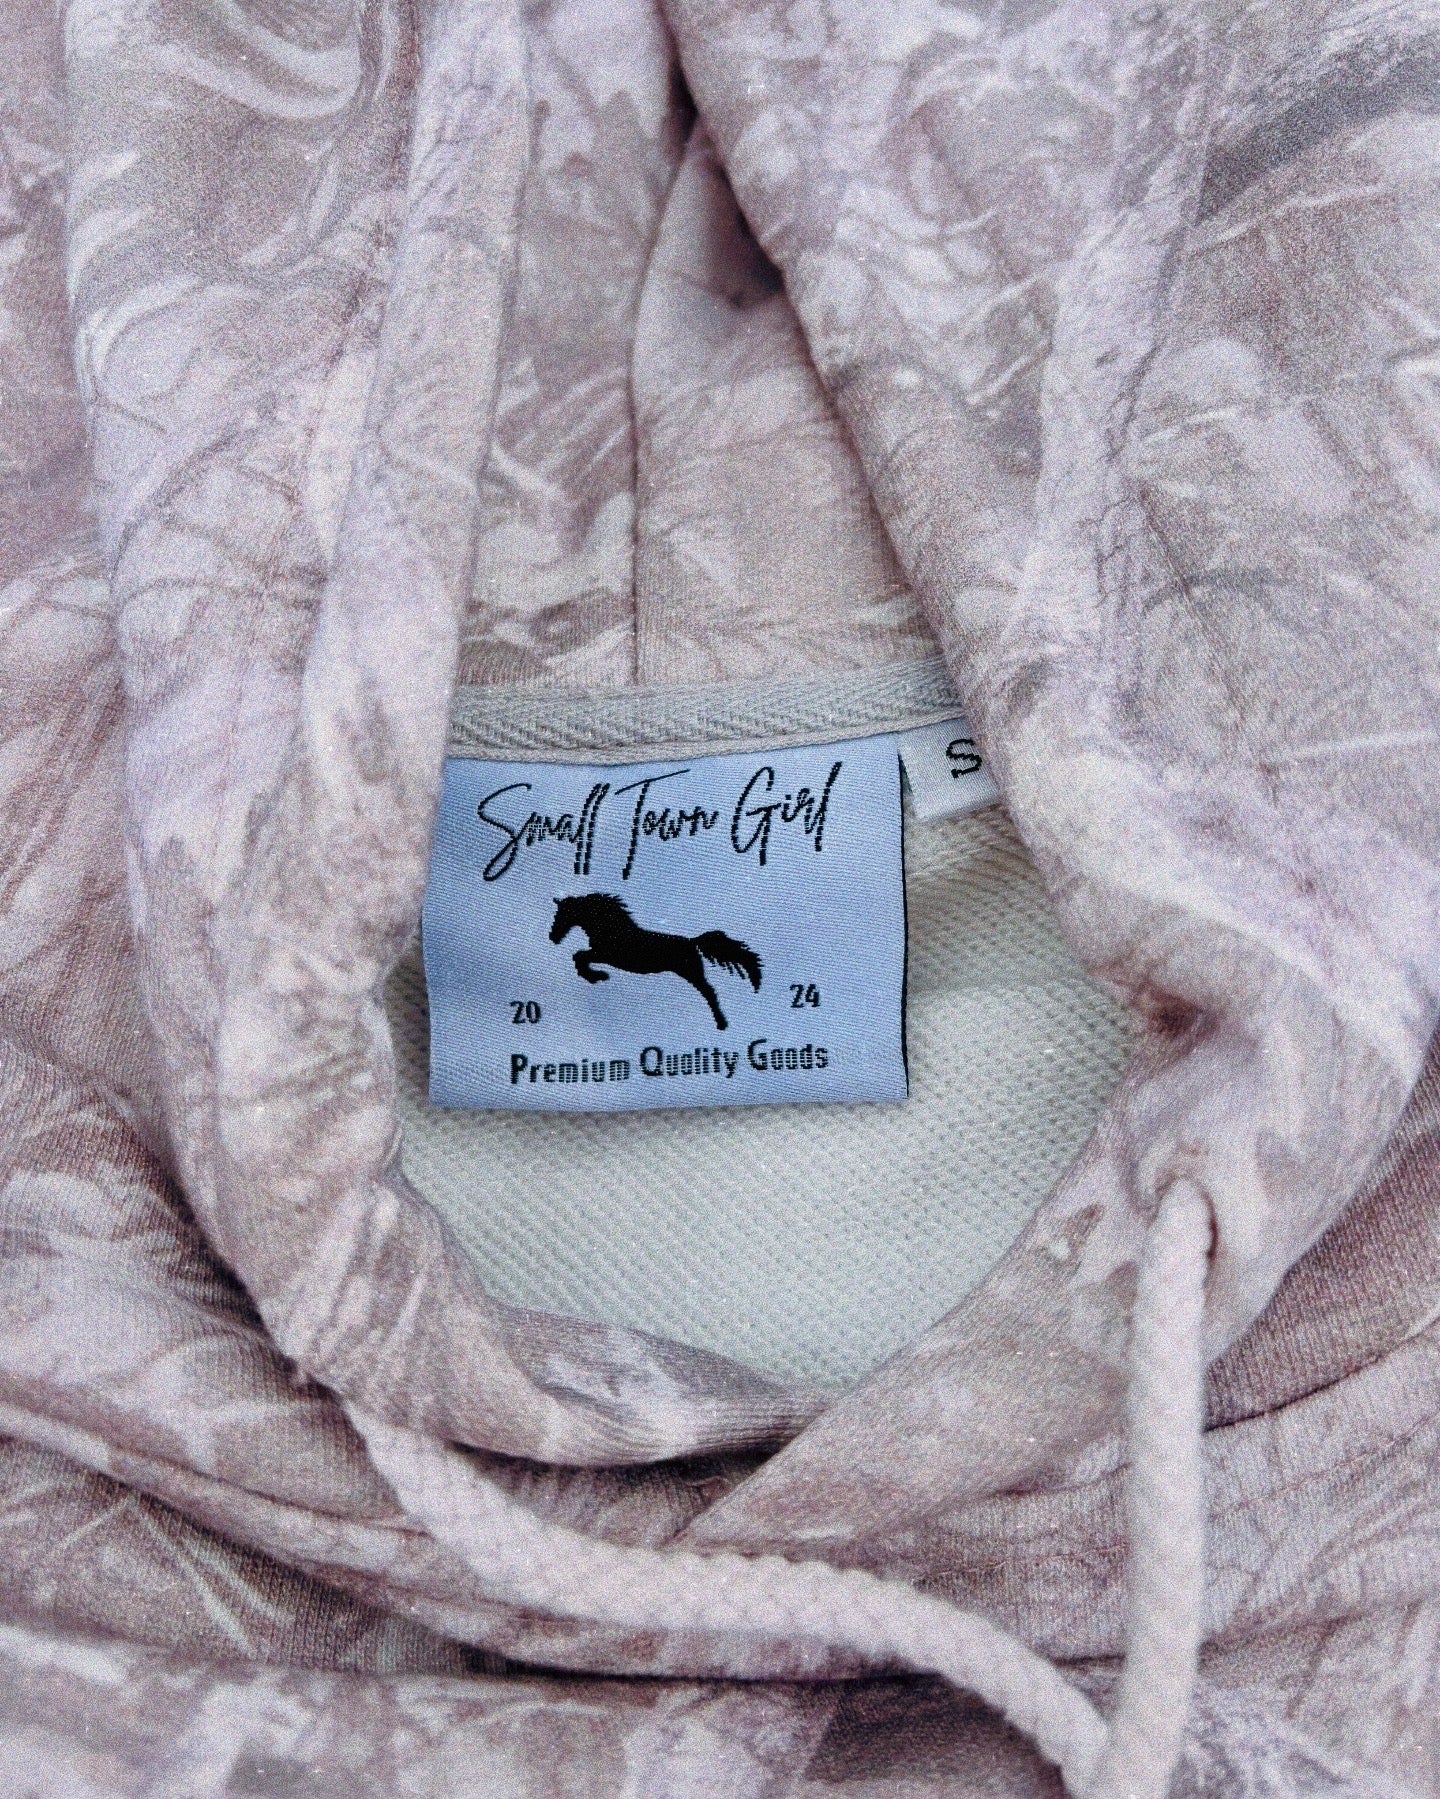 Small Town Girl
S
20 24
Premium Quality Goods